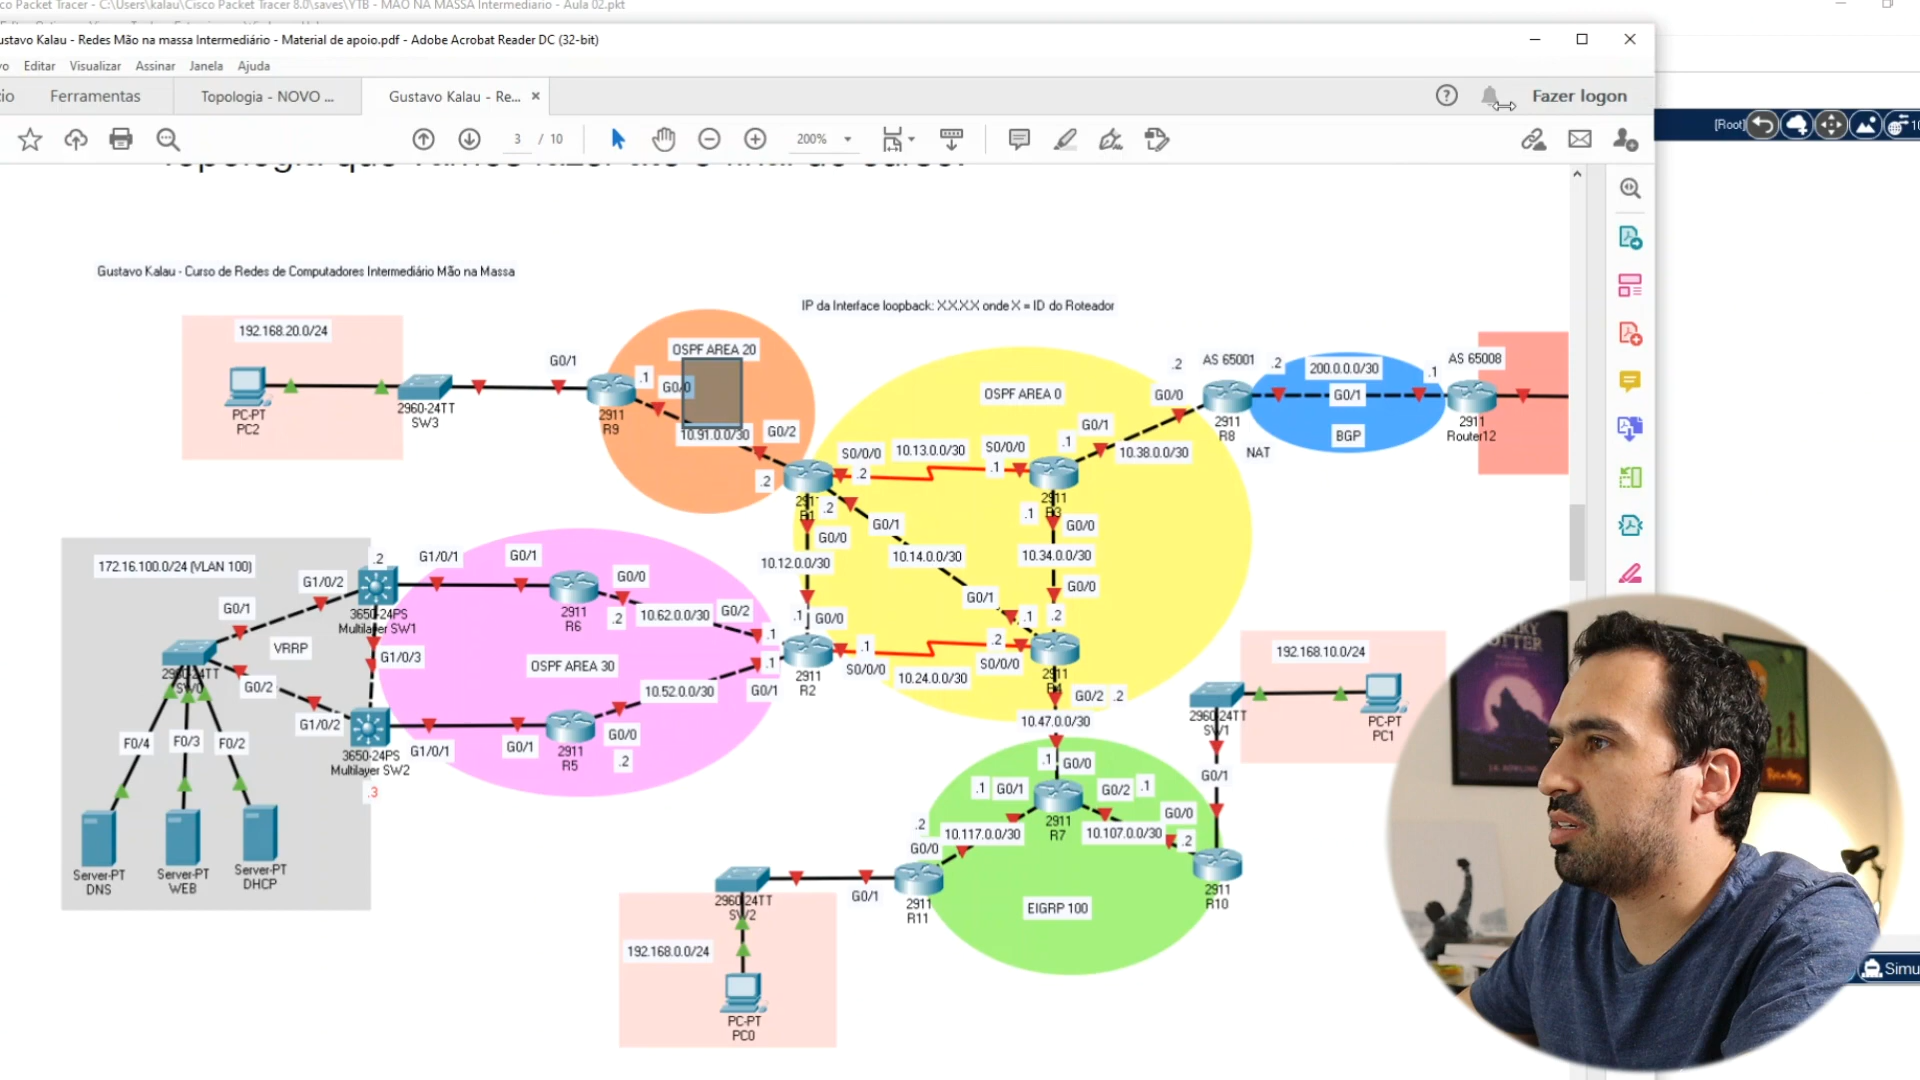 co Packet Tracer - C:\Users\kalau\Cisco Packet Tracer 8.0\saves\YTB - MAO NA MASSA Intermediario - Aula 02.pkt
ustavo Kalau - Redes Mão na massa Intermediário - Material de apoio.pdf - Adobe Acrobat Reader DC (32-bit)
vo Editar Visualizar Assinar Janela Ajuda
io Ferramentas Topologia - NOVO ... Gustavo Kalau - Re... × Fazer logon
3 / 10 200%
[Root]
Topologia que vamos fazer até o final do curso.
Gustavo Kalau - Curso de Redes de Computadores Intermediário Mão na Massa
IP da Interface loopback: X.X.X.X onde X = ID do Roteador
192.168.20.0/24
PC-PT
PC2
2960-24TT
SW3
G0/1
2911
R9
OSPF AREA 20
.1
G0/0
10.91.0.0/30
G0/2
.2
OSPF AREA 0
S0/0/0
.2
10.13.0.0/30
S0/0/0
.1
2911
R1
.2
G0/0
G0/1
10.12.0.0/30
10.14.0.0/30
G0/1
.1
2911
R3
.1
G0/1
10.38.0.0/30
.1
G0/0
10.34.0.0/30
G0/0
.2
.2
G0/0
AS 65001
2911
R8
NAT
.2
200.0.0.0/30
G0/1
BGP
.1
AS 65008
2911
Router12
172.16.100.0/24 (VLAN 100)
.2
G1/0/1
G0/1
G1/0/2
G0/1
3650-24PS
Multilayer SW1
VRRP
G1/0/3
2960-24TT
SW0
G0/2
G1/0/2
3650-24PS
Multilayer SW2
.3
G1/0/1
G0/1
F0/4
F0/3
F0/2
Server-PT
DNS
Server-PT
WEB
Server-PT
DHCP
2911
R6
G0/0
.2
10.62.0.0/30
G0/2
.1
OSPF AREA 30
10.52.0.0/30
.1
G0/1
2911
R5
G0/0
.2
.1
G0/0
2911
R2
.1
S0/0/0
10.24.0.0/30
.2
S0/0/0
2911
R4
G0/2 .2
10.47.0.0/30
.1
G0/0
.1 G0/1
G0/2 .1
2911
R7
10.117.0.0/30
10.107.0.0/30
G0/0
.2
.2
G0/0
2911
R11
EIGRP 100
2911
R10
G0/1
2960-24TT
SW1
192.168.10.0/24
PC-PT
PC1
G0/1
2960-24TT
SW2
192.168.0.0/24
PC-PT
PC0
Simu